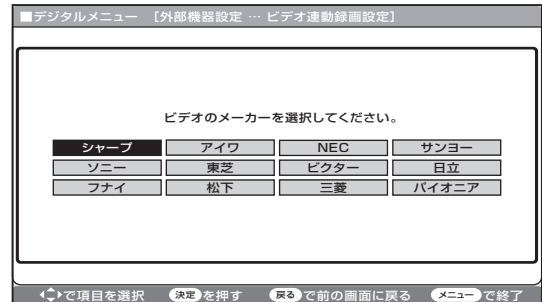 ■デジタルメニュー [外部機器設定 … ビデオ連動録画設定]
ビデオのメーカーを選択してください。
シャープ アイワ NEC サンヨー
ソニー 東芝 ビクター 日立
フナイ 松下 三菱 パイオニア
で項目を選択 決定 を押す 戻る で前の画面に戻る メニュー で終了